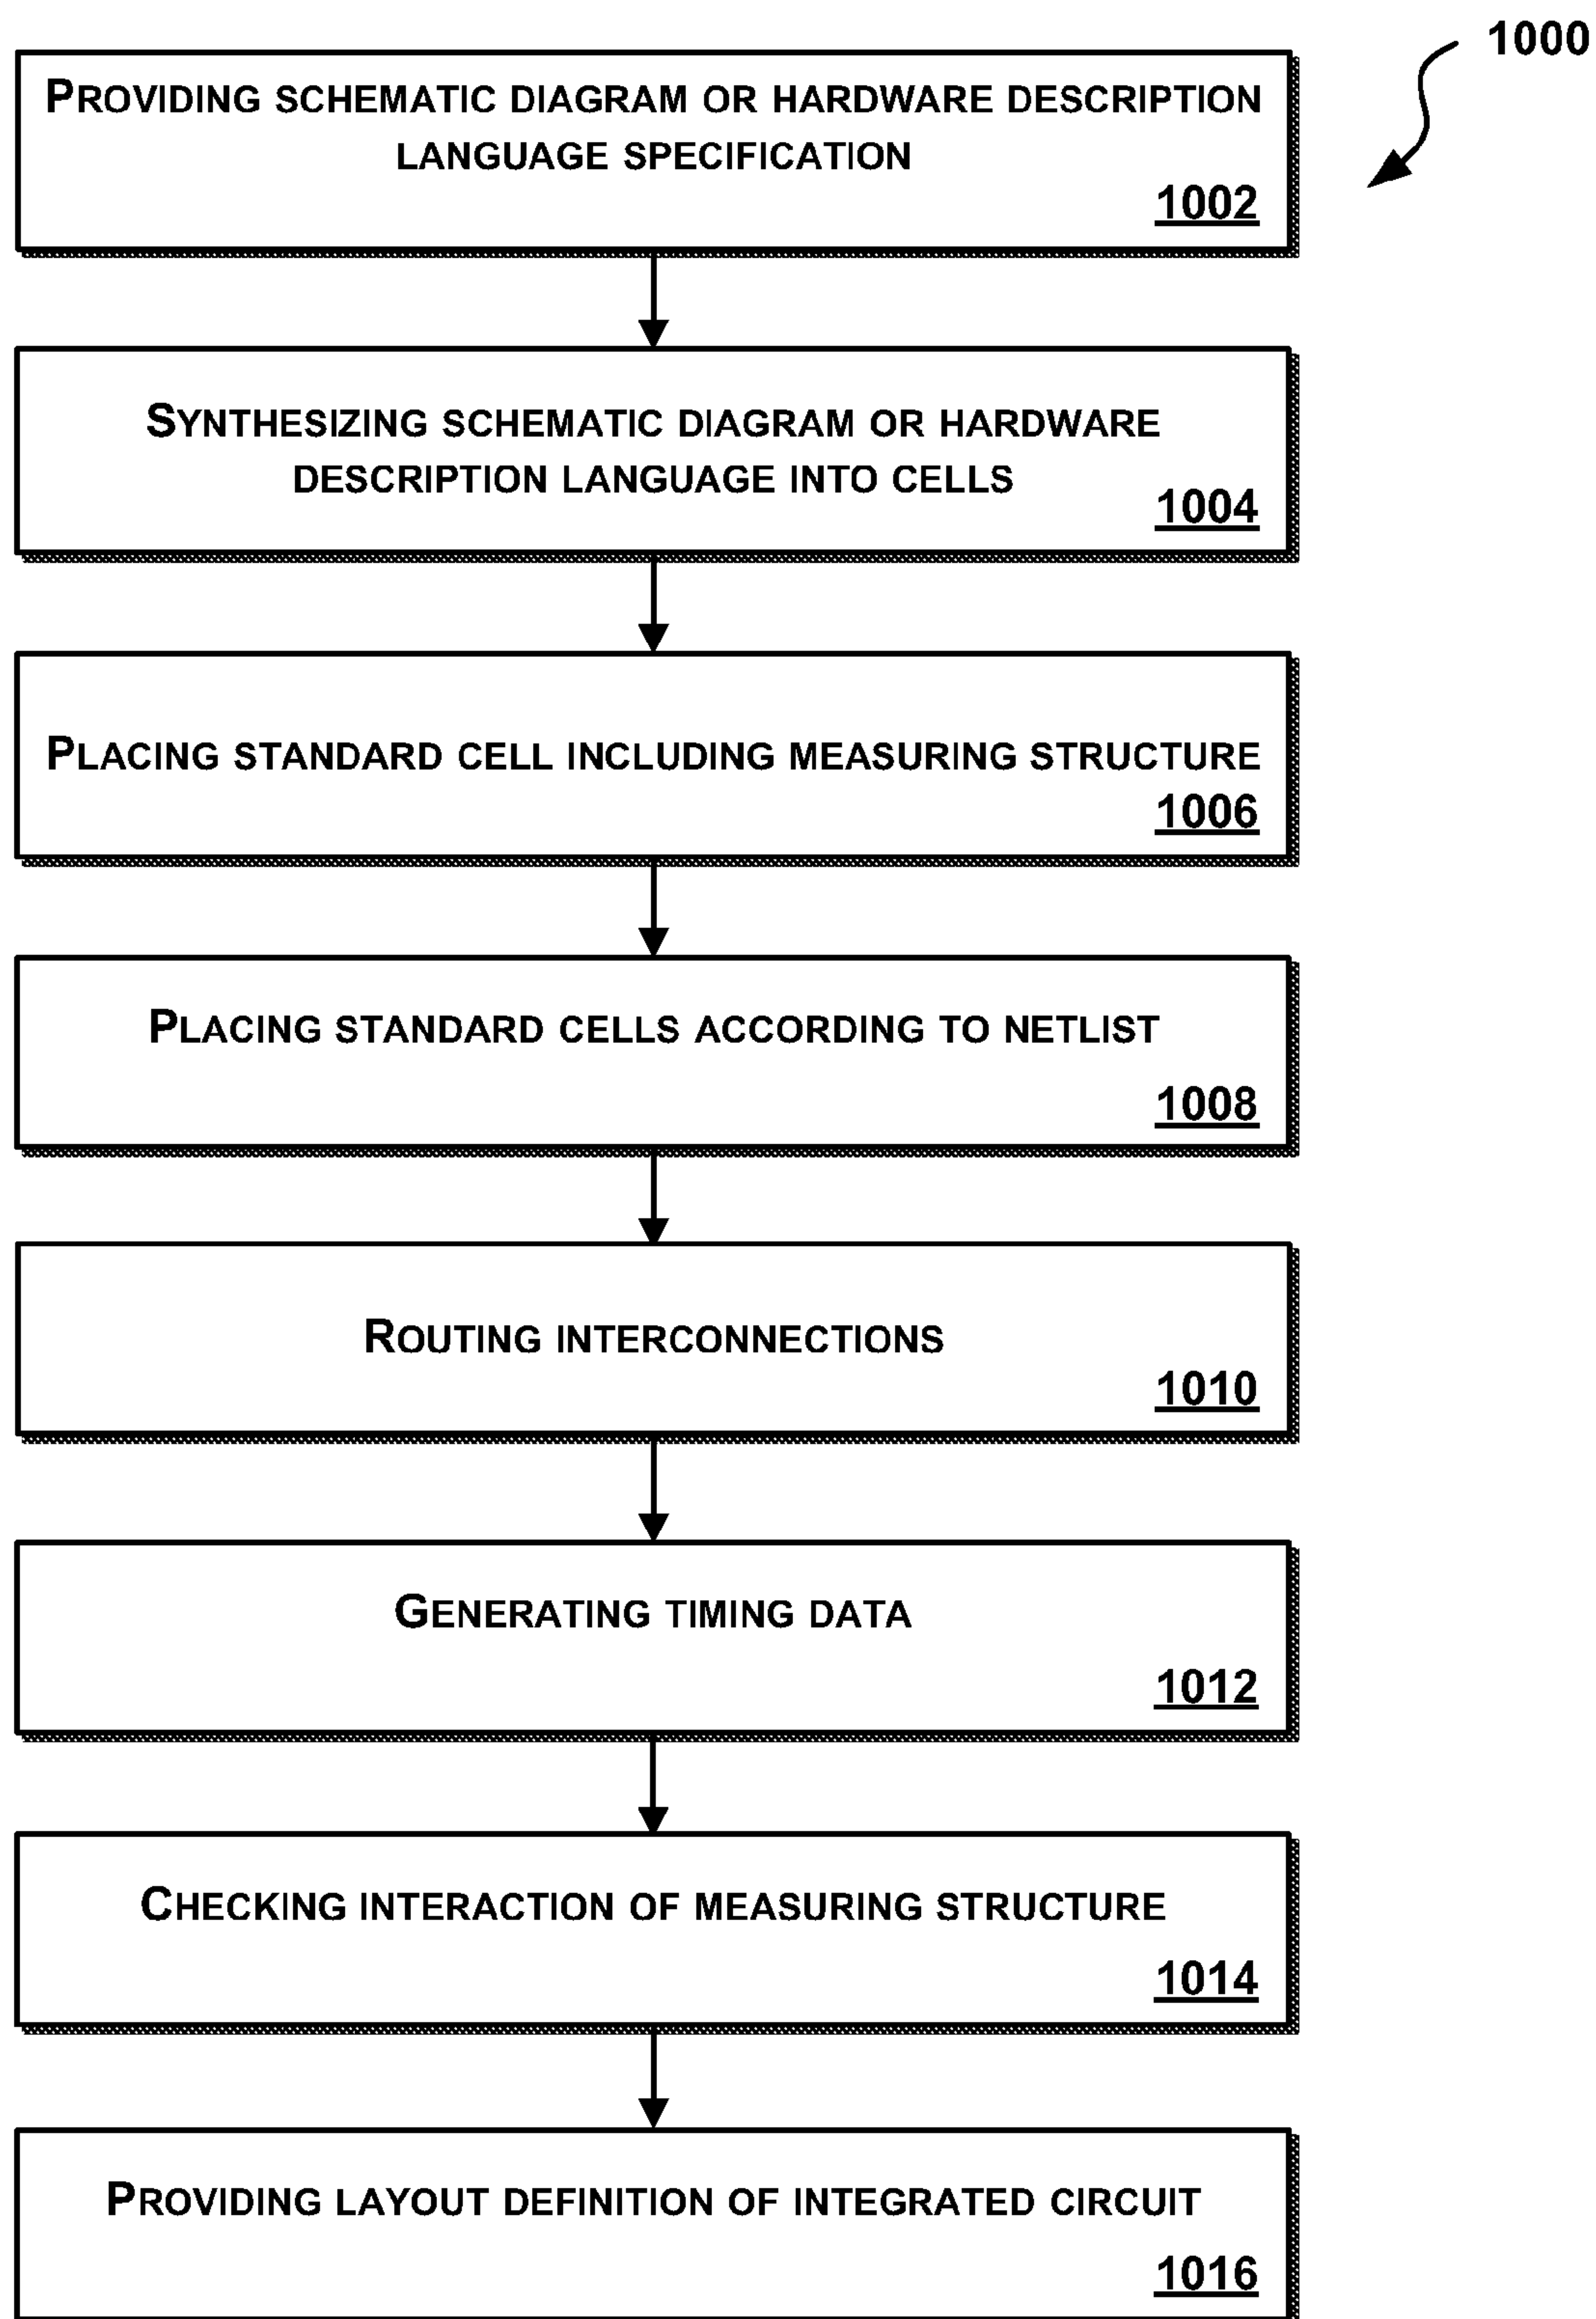 1000
PROVIDING SCHEMATIC DIAGRAM OR HARDWARE DESCRIPTION
LANGUAGE SPECIFICATION
1002
SYNTHESIZING SCHEMATIC DIAGRAM OR HARDWARE
DESCRIPTION LANGUAGE INTO CELLS
1004
PLACING STANDARD CELL INCLUDING MEASURING STRUCTURE
1006
PLACING STANDARD CELLS ACCORDING TO NETLIST
1008
ROUTING INTERCONNECTIONS
1010
GENERATING TIMING DATA
1012
CHECKING INTERACTION OF MEASURING STRUCTURE
1014
PROVIDING LAYOUT DEFINITION OF INTEGRATED CIRCUIT
1016